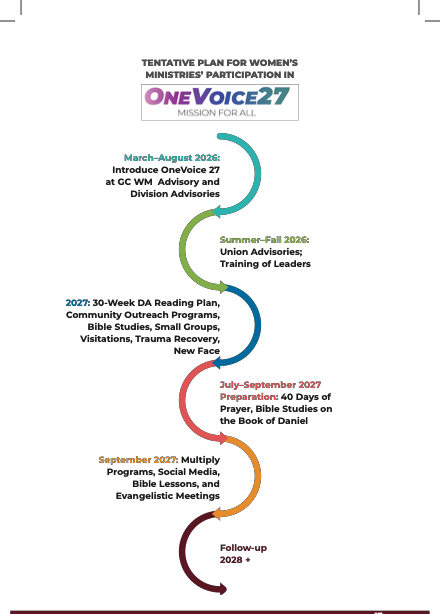 TENTATIVE PLAN FOR WOMEN'S
MINISTRIES' PARTICIPATION IN
ONEVOICE27
MISSION FOR ALL
March–August 2026:
Introduce OneVoice 27
at GC WM Advisory and
Division Advisories
Summer–Fall 2026:
Union Advisories;
Training of Leaders
2027: 30-Week DA Reading Plan,
Community Outreach Programs,
Bible Studies, Small Groups,
Visitations, Trauma Recovery,
New Face
July–September 2027
Preparation: 40 Days of
Prayer, Bible Studies on
the Book of Daniel
September 2027: Multiply
Programs, Social Media,
Bible Lessons, and
Evangelistic Meetings
Follow-up
2028 +